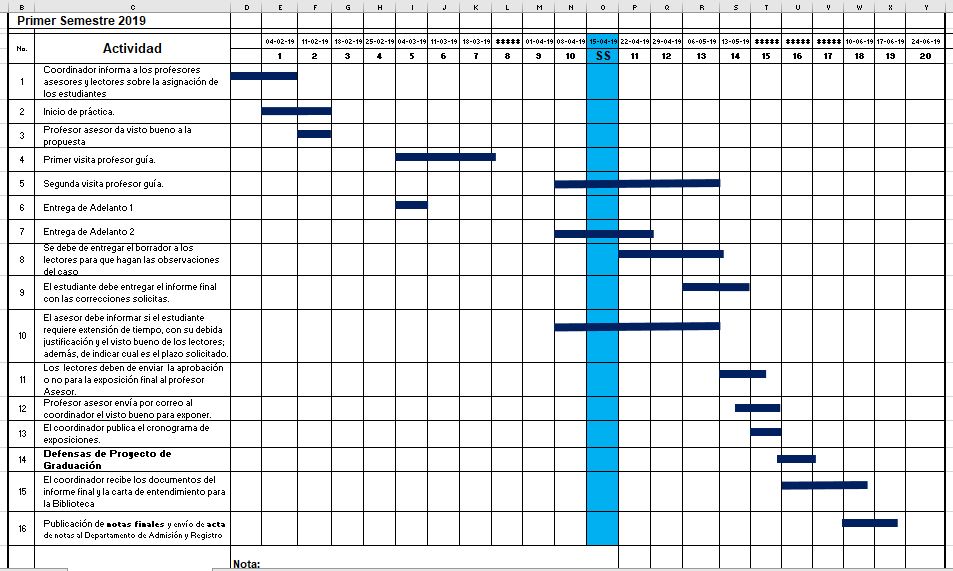 B C D E F G H I J K L M N O P Q R S T U V W X Y
Primer Semestre 2019
No. Actividad 04-02-19 11-02-19 18-02-19 25-02-19 04-03-19 11-03-19 18-03-19 ##### 01-04-19 08-04-19 15-04-19 22-04-19 29-04-19 06-05-19 13-05-19 ##### ##### ##### 10-06-19 17-06-19 24-06-19
1 2 3 4 5 6 7 8 9 10 SS 11 12 13 14 15 16 17 18 19 20
1 Coordinador informa a los profesores
asesores y lectores sobre la asignación de
los estudiantes
2 Inicio de práctica.
3 Profesor asesor da visto bueno a la
propuesta
4 Primer visita profesor guía.
5 Segunda visita profesor guía.
6 Entrega de Adelanto 1
7 Entrega de Adelanto 2
8 Se debe de entregar el borrador a los
lectores para que hagan las observaciones
del caso
9 El estudiante debe entregar el informe final
con las correcciones solicitas.
10 El asesor debe informar si el estudiante
requiere extensión de tiempo, con su debida
justificación y el visto bueno de los lectores;
además, de indicar cual es el plazo solicitado.
11 Los lectores deben de enviar la aprobación
o no para la exposición final al profesor
Asesor.
12 Profesor asesor envía por correo al
coordinador el visto bueno para exponer.
13 El coordinador publica el cronograma de
exposiciones.
14 Defensas de Proyecto de
Graduación
15 El coordinador recibe los documentos del
informe final y la carta de entendimiento para
la Biblioteca
16 Publicación de notas finales y envío de acta
de notas al Departamento de Admisión y Registro
Nota: